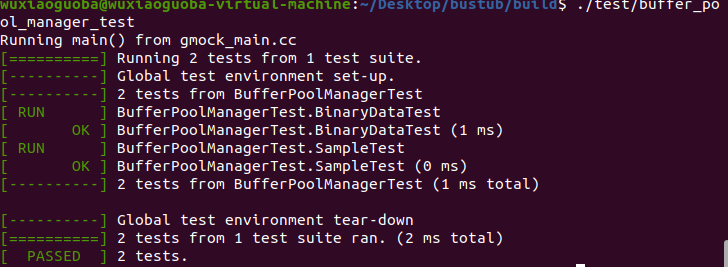 wuxiaoguoba@wuxiaoguoba-virtual-machine:~/Desktop/bustub/build$ ./test/buffer_po
ol_manager_test
Running main() from gmock_main.cc
[==========] Running 2 tests from 1 test suite.
[----------] Global test environment set-up.
[----------] 2 tests from BufferPoolManagerTest
[ RUN      ] BufferPoolManagerTest.BinaryDataTest
[       OK ] BufferPoolManagerTest.BinaryDataTest (1 ms)
[ RUN      ] BufferPoolManagerTest.SampleTest
[       OK ] BufferPoolManagerTest.SampleTest (0 ms)
[----------] 2 tests from BufferPoolManagerTest (1 ms total)
[----------] Global test environment tear-down
[==========] 2 tests from 1 test suite ran. (2 ms total)
[  PASSED  ] 2 tests.